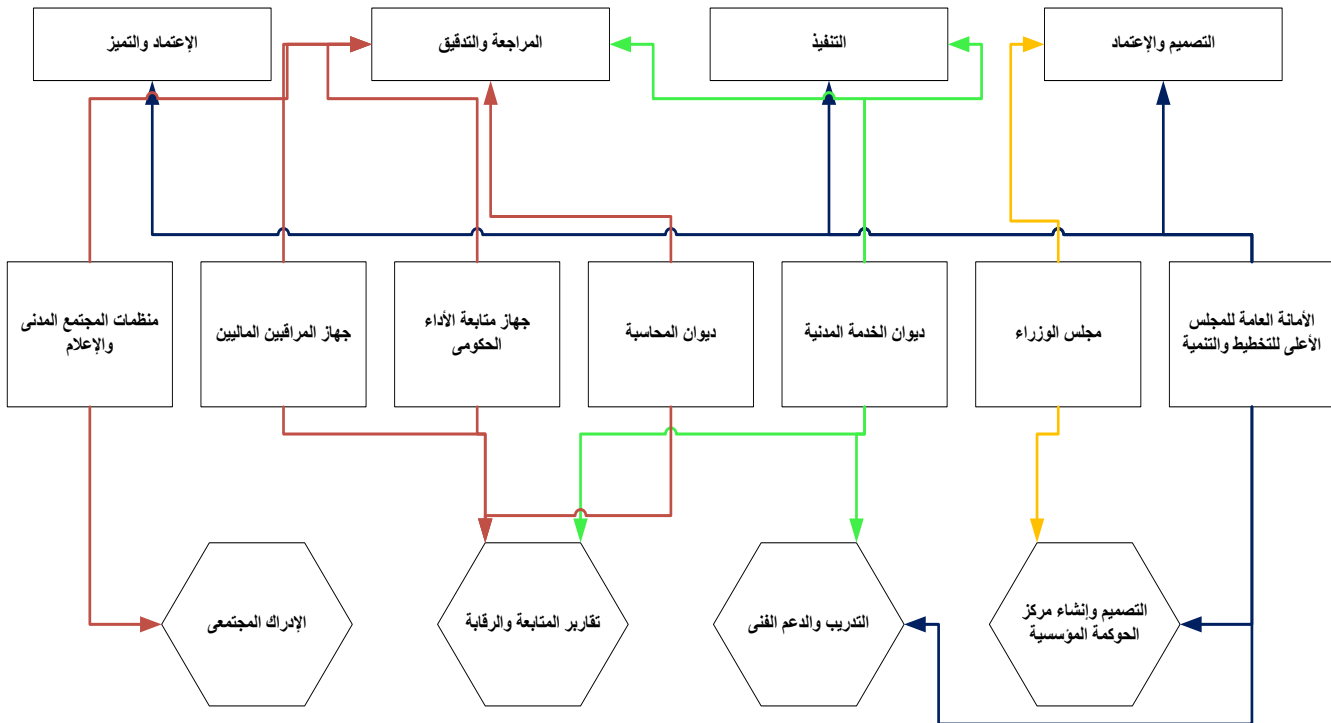 التصميم والإعتماد
التنفيذ
المراجعة والتدقيق
الإعتماد والتميز
الأمانة العامة للمجلس
الأعلى للتخطيط والتنمية
مجلس الوزراء
ديوان الخدمة المدنية
ديوان المحاسبة
جهاز متابعة الأداء
الحكومى
جهاز المراقبين الماليين
منظمات المجتمع المدنى
والإعلام
التصميم وإنشاء مركز
الحوكمة المؤسسية
التدريب والدعم الفنى
تقارير المتابعة والرقابة
الإدراك المجتمعى